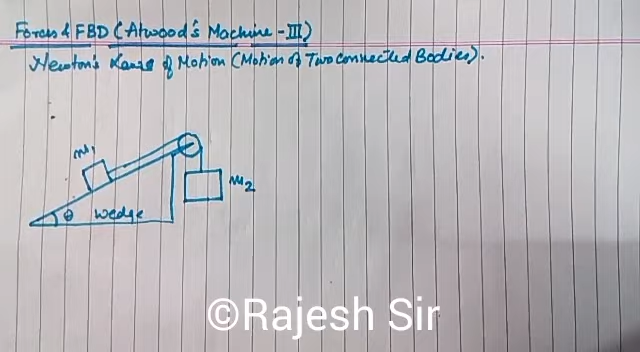 Forces & FBD (Atwood's Machine - III)
Newton's Laws of Motion (Motion of Two connected Bodies).
m1
m2
θ wedge
©Rajesh Sir